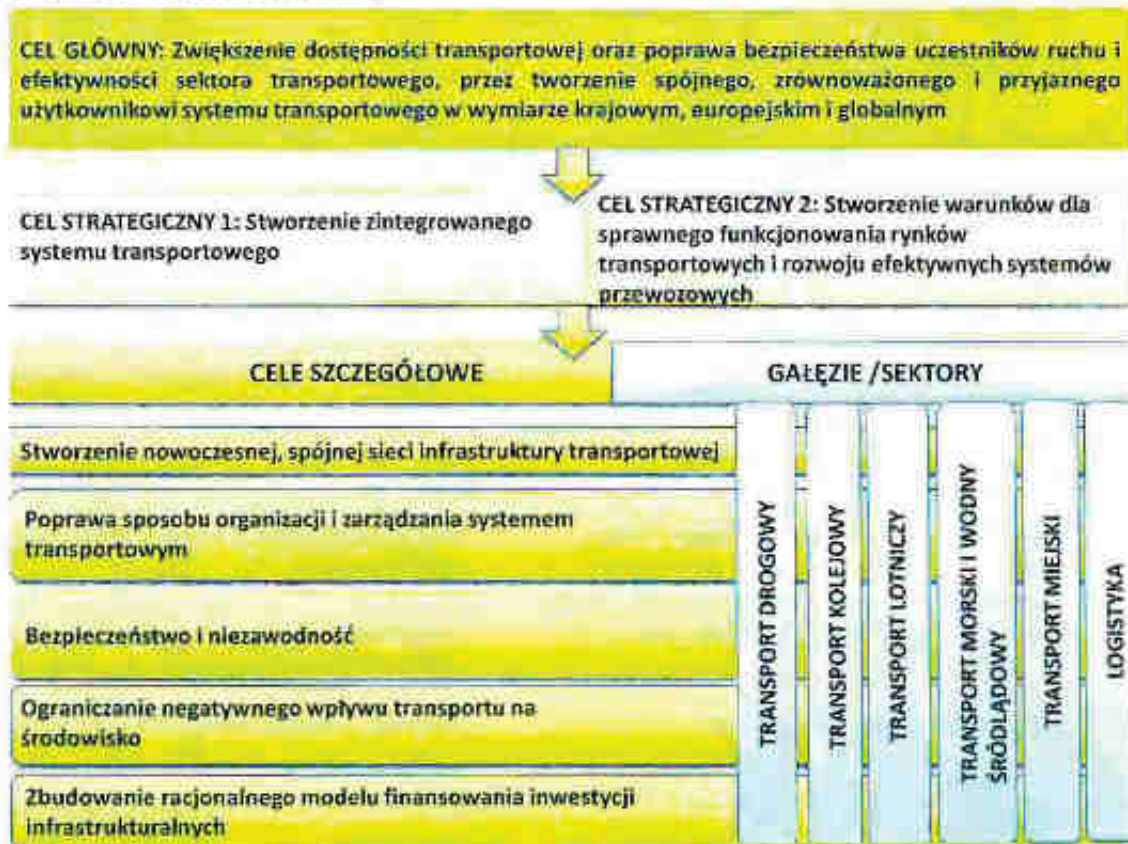 CEL GŁÓWNY: Zwiększenie dostępności transportowej oraz poprawa bezpieczeństwa uczestników ruchu i
efektywności sektora transportowego, przez tworzenie spójnego, zrównoważonego i przyjaznego
użytkownikowi systemu transportowego w wymiarze krajowym, europejskim i globalnym
CEL STRATEGICZNY 1: Stworzenie zintegrowanego
systemu transportowego
CEL STRATEGICZNY 2: Stworzenie warunków dla
sprawnego funkcjonowania rynków
transportowych i rozwoju efektywnych systemów
przewozowych
CELE SZCZEGÓŁOWE
GAŁĘZIE /SEKTORY
Stworzenie nowoczesnej, spójnej sieci infrastruktury transportowej
Poprawa sposobu organizacji i zarządzania systemem
transportowym
Bezpieczeństwo i niezawodność
Ograniczanie negatywnego wpływu transportu na
środowisko
Zbudowanie racjonalnego modelu finansowania inwestycji
infrastrukturalnych
TRANSPORT DROGOWY
TRANSPORT KOLEJOWY
TRANSPORT LOTNICZY
TRANSPORT MORSKI I WODNY
ŚRÓDLĄDOWY
TRANSPORT MIEJSKI
LOGISTYKA